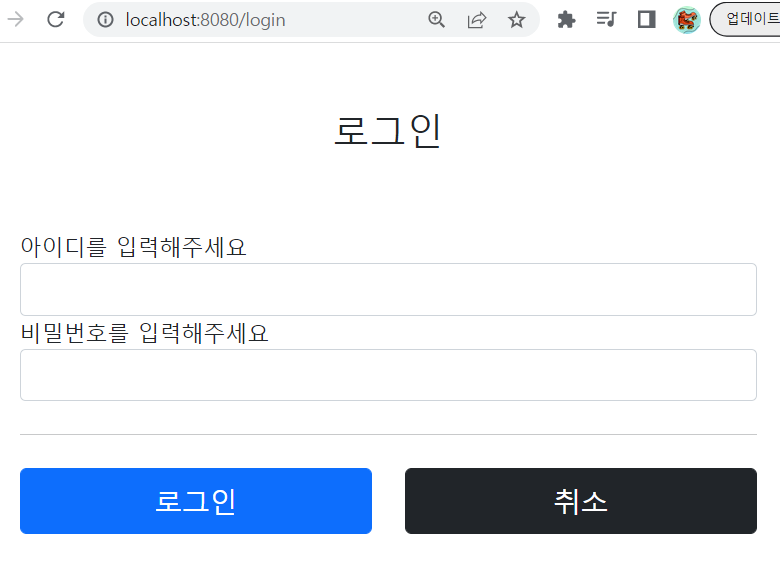 localhost:8080/login
업데이트
로그인
아이디를 입력해주세요
비밀번호를 입력해주세요
로그인 취소